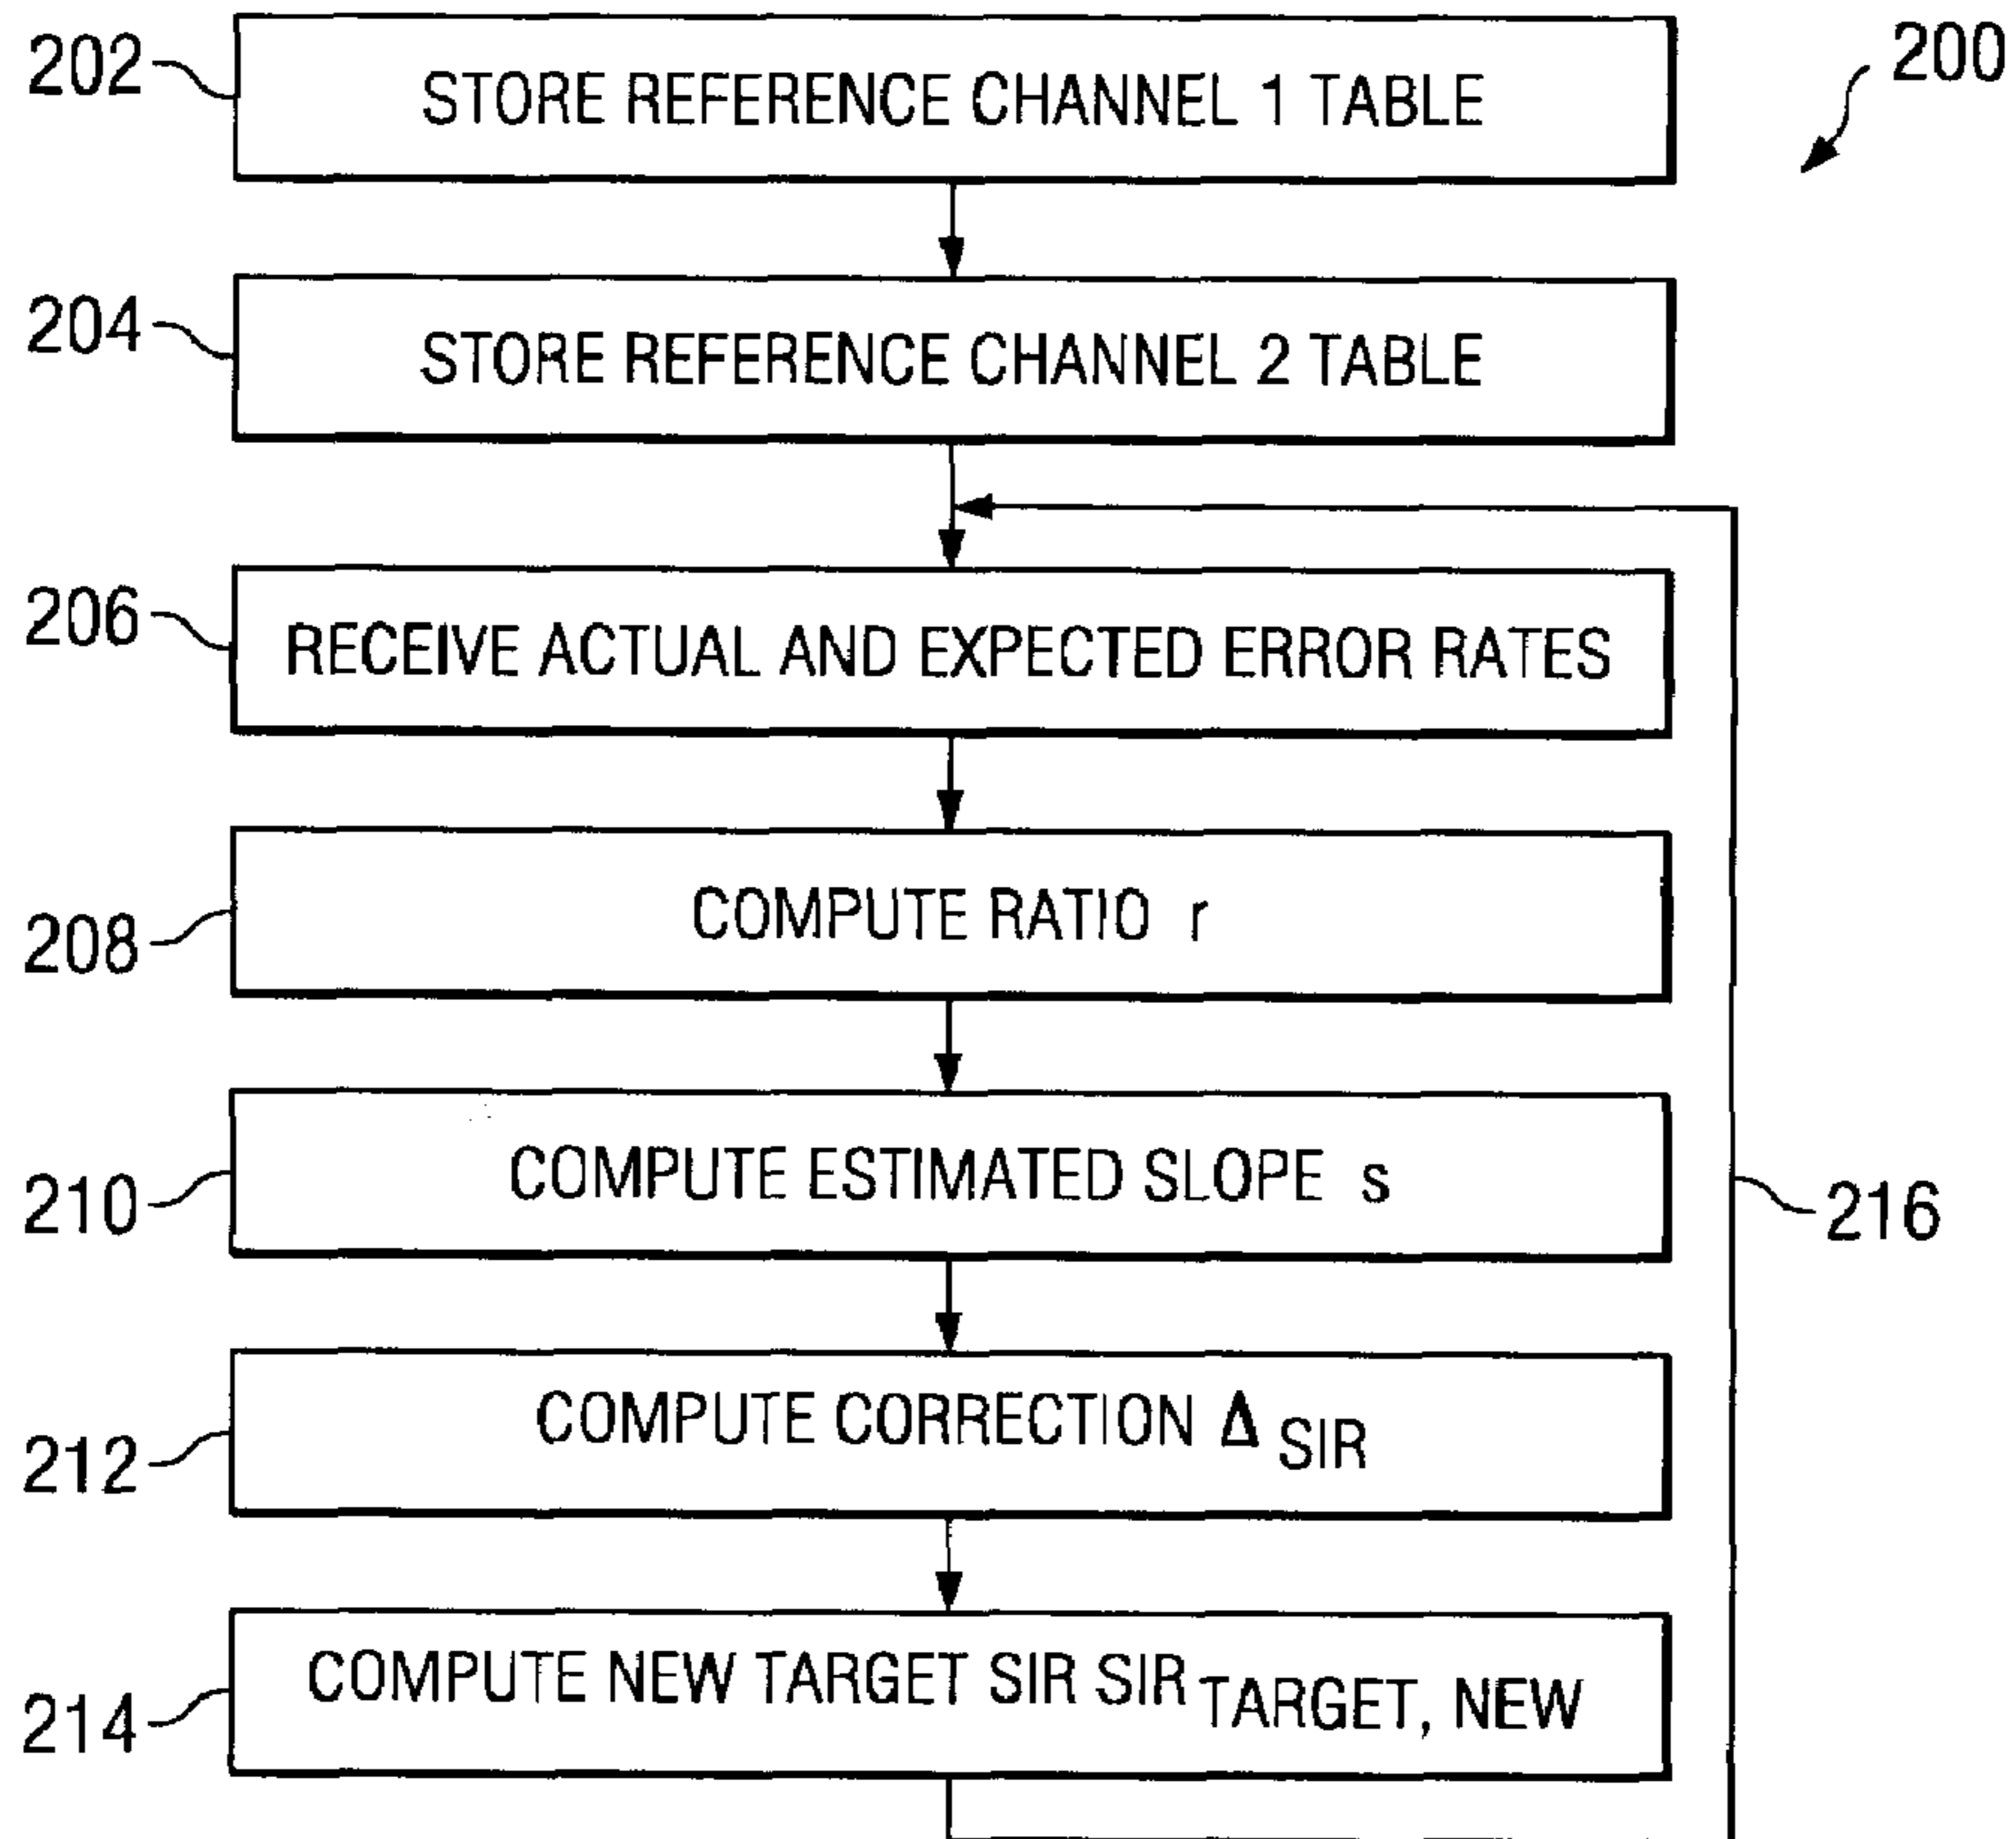 200
202 STORE REFERENCE CHANNEL 1 TABLE
204 STORE REFERENCE CHANNEL 2 TABLE
206 RECEIVE ACTUAL AND EXPECTED ERROR RATES
208 COMPUTE RATIO r
210 COMPUTE ESTIMATED SLOPE s
216
212 COMPUTE CORRECTION Δ SIR
214 COMPUTE NEW TARGET SIR SIR TARGET, NEW